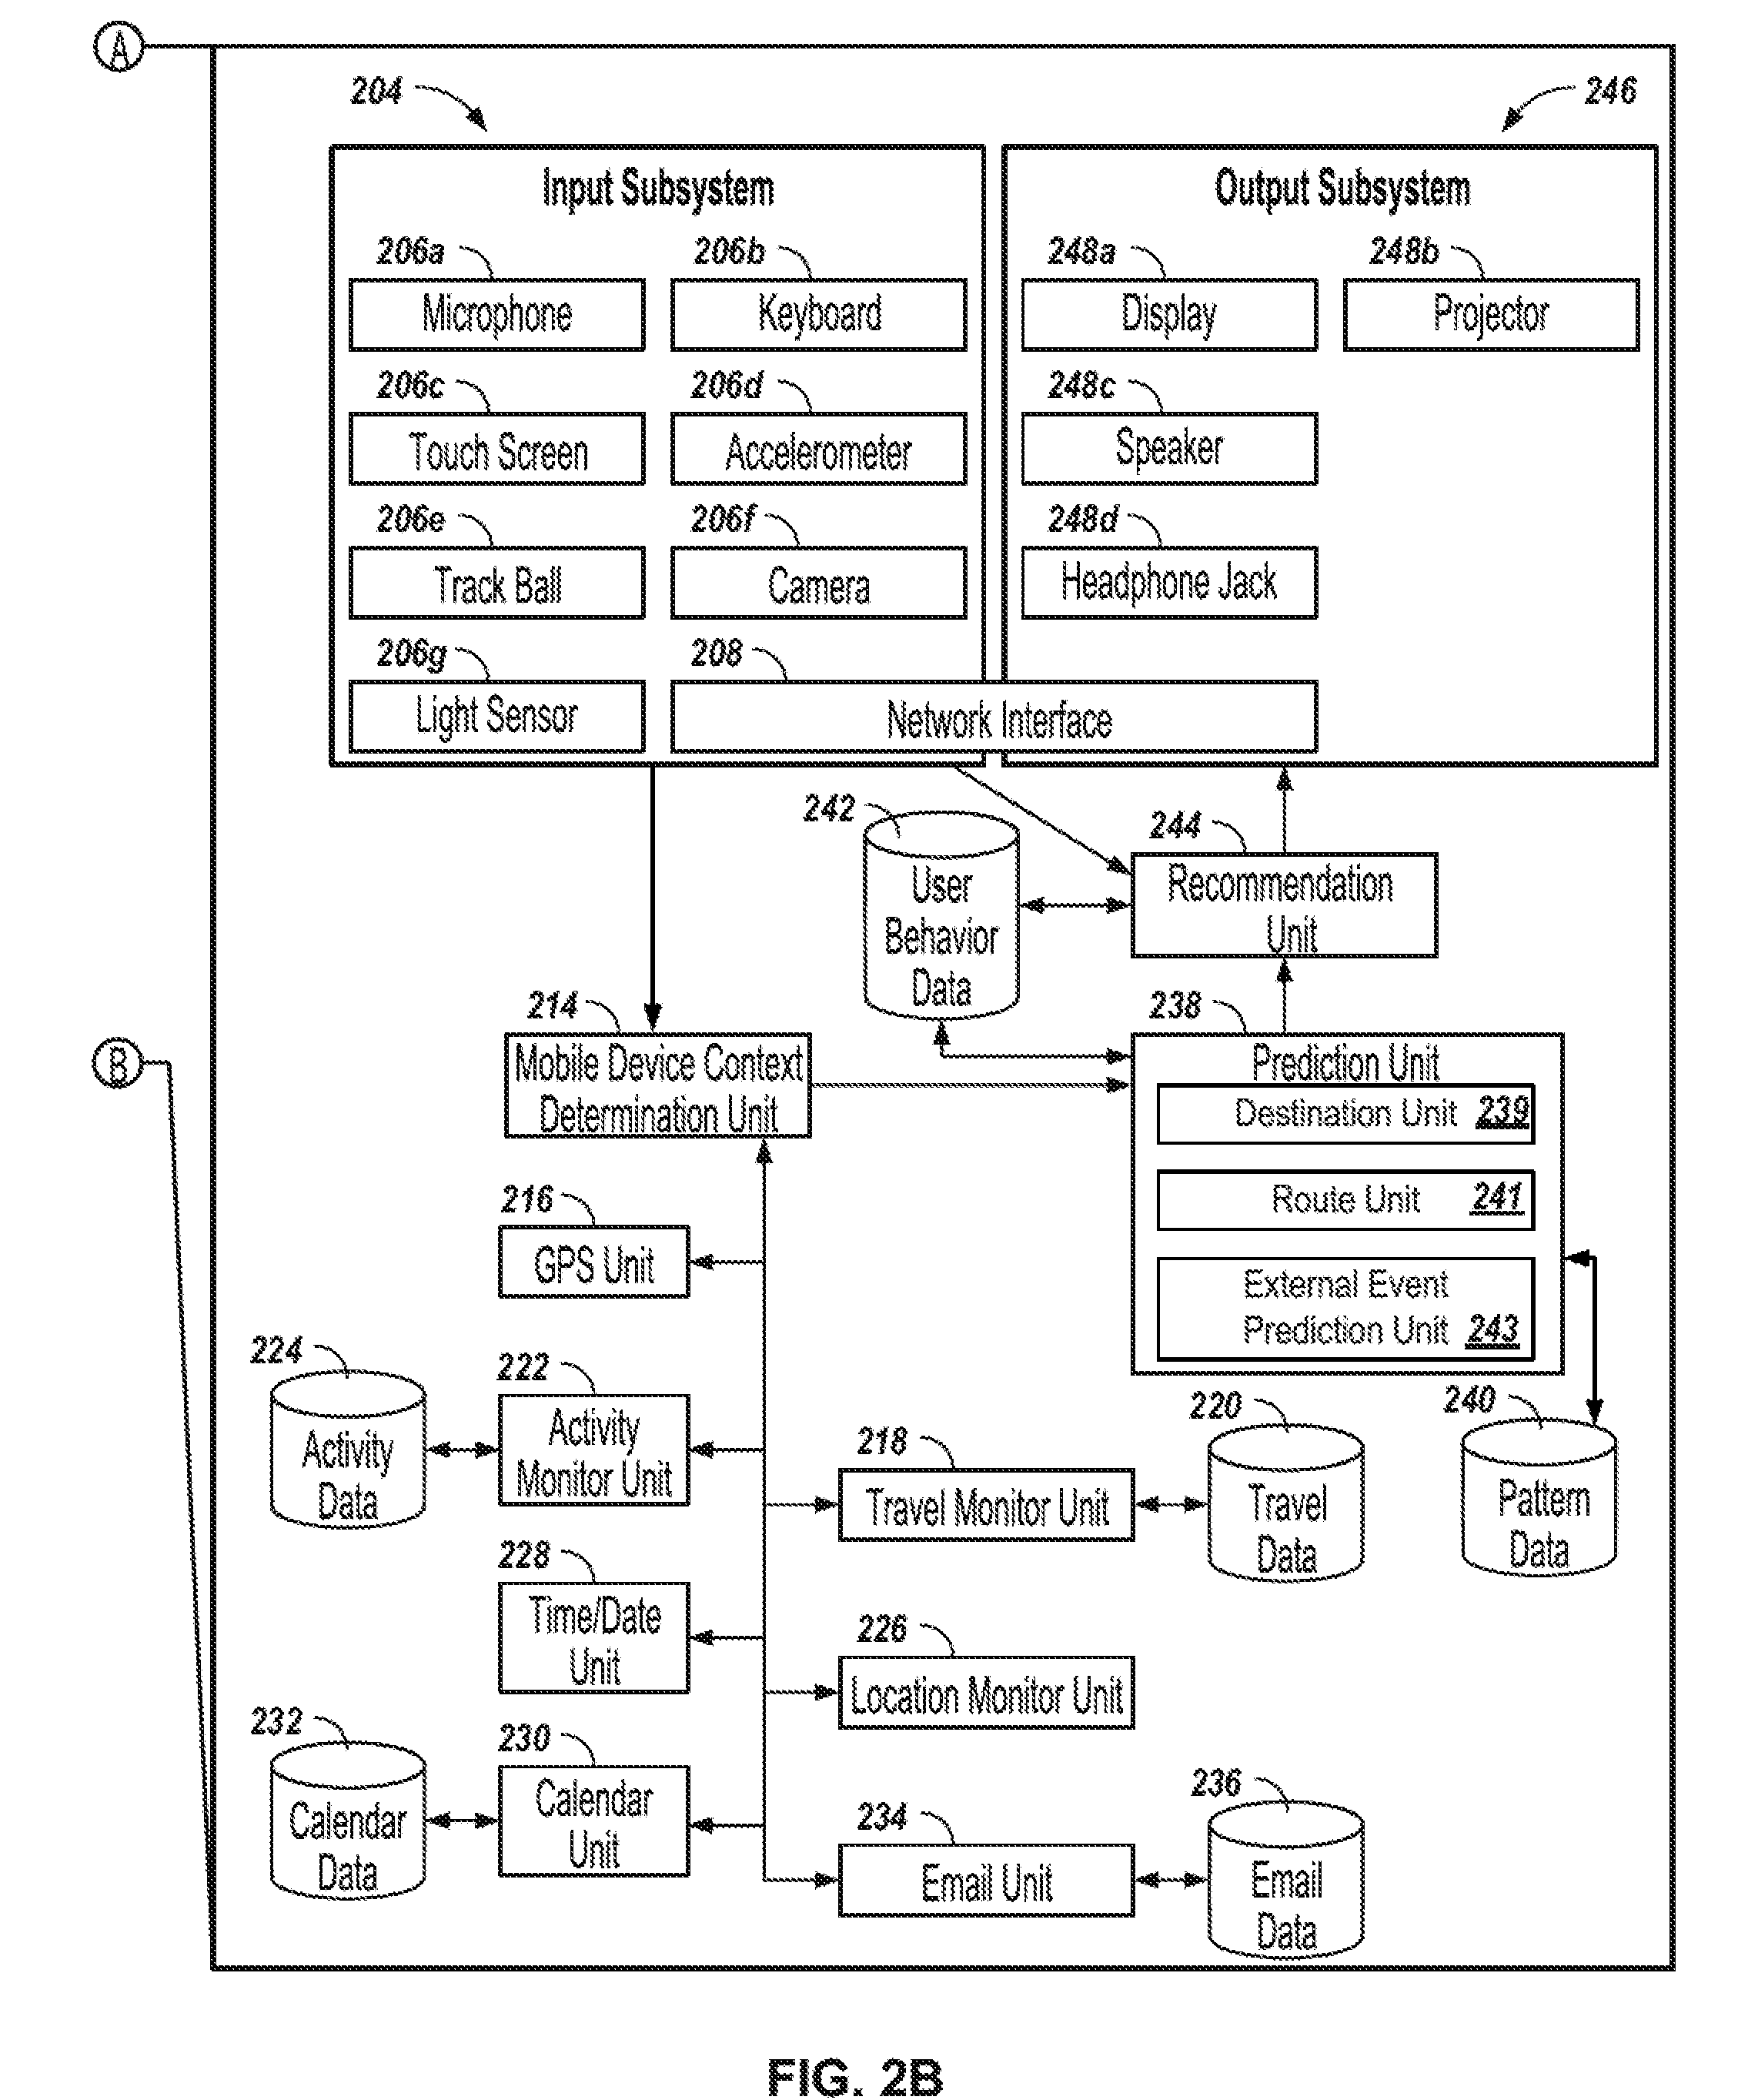 A
204
246
Input Subsystem
Output Subsystem
206a
206b
248a
248b
Microphone
Keyboard
Display
Projector
206c
206d
248c
Touch Screen
Accelerometer
Speaker
206e
206f
248d
Track Ball
Camera
Headphone Jack
206g
208
Light Sensor
Network Interface
242
244
User
Behavior
Data
Recommendation
Unit
214
238
B
Mobile Device Context
Determination Unit
Prediction Unit
Destination Unit 239
Route Unit 241
External Event
Prediction Unit 243
216
GPS Unit
224
222
Activity
Data
Activity
Monitor Unit
218
220
240
Travel Monitor Unit
Travel
Data
Pattern
Data
228
Time/Date
Unit
226
Location Monitor Unit
232
230
Calendar
Data
Calendar
Unit
234
236
Email Unit
Email
Data
FIG. 2B